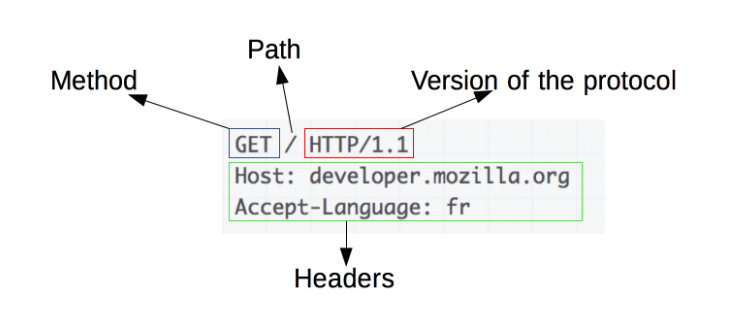 Path
Method
Version of the protocol
GET / HTTP/1.1
Host: developer.mozilla.org
Accept-Language: fr
Headers